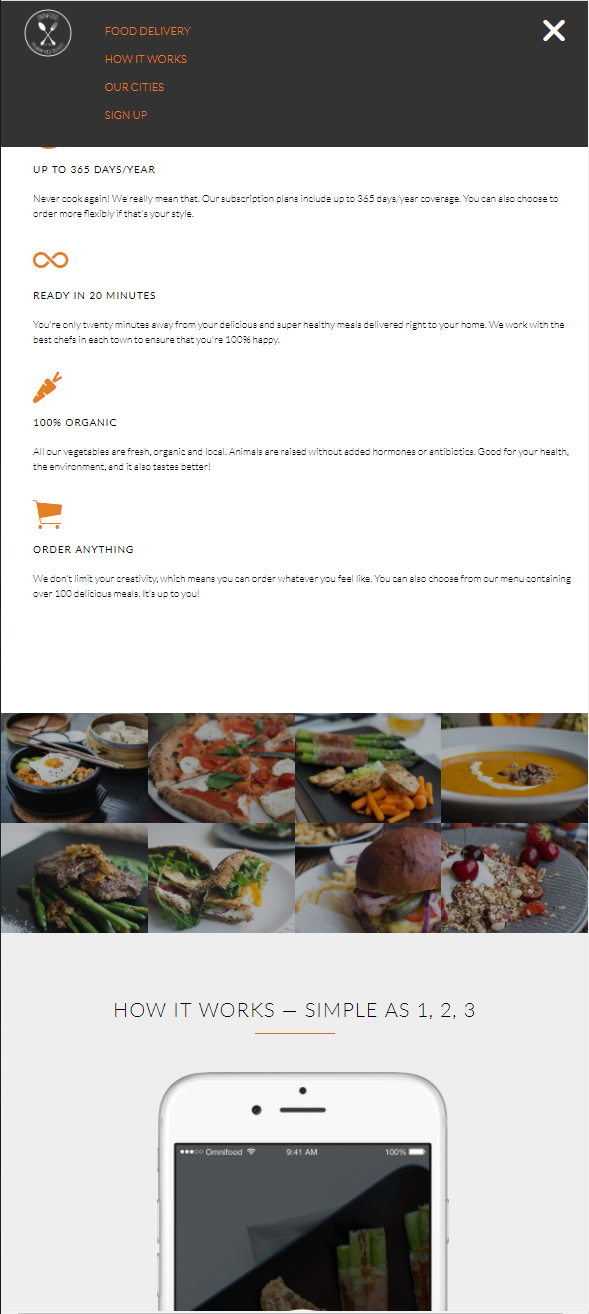 FOOD DELIVERY
HOW IT WORKS
OUR CITIES
SIGN UP
UP TO 365 DAYS/YEAR
Never cook again! We really mean that. Our subscription plans include up to 365 days/year coverage. You can also choose to
order more flexibly if that's your style.
READY IN 20 MINUTES
You're only twenty minutes away from your delicious and super healthy meals delivered right to your home. We work with the
best chefs in each town to ensure that you're 100% happy.
100% ORGANIC
All our vegetables are fresh, organic and local. Animals are raised without added hormones or antibiotics. Good for your health,
the environment, and it also tastes better!
ORDER ANYTHING
We don't limit your creativity, which means you can order whatever you feel like. You can also choose from our menu containing
over 100 delicious meals. It's up to you!
HOW IT WORKS — SIMPLE AS 1, 2, 3
Omnifood 9:41 AM 100%